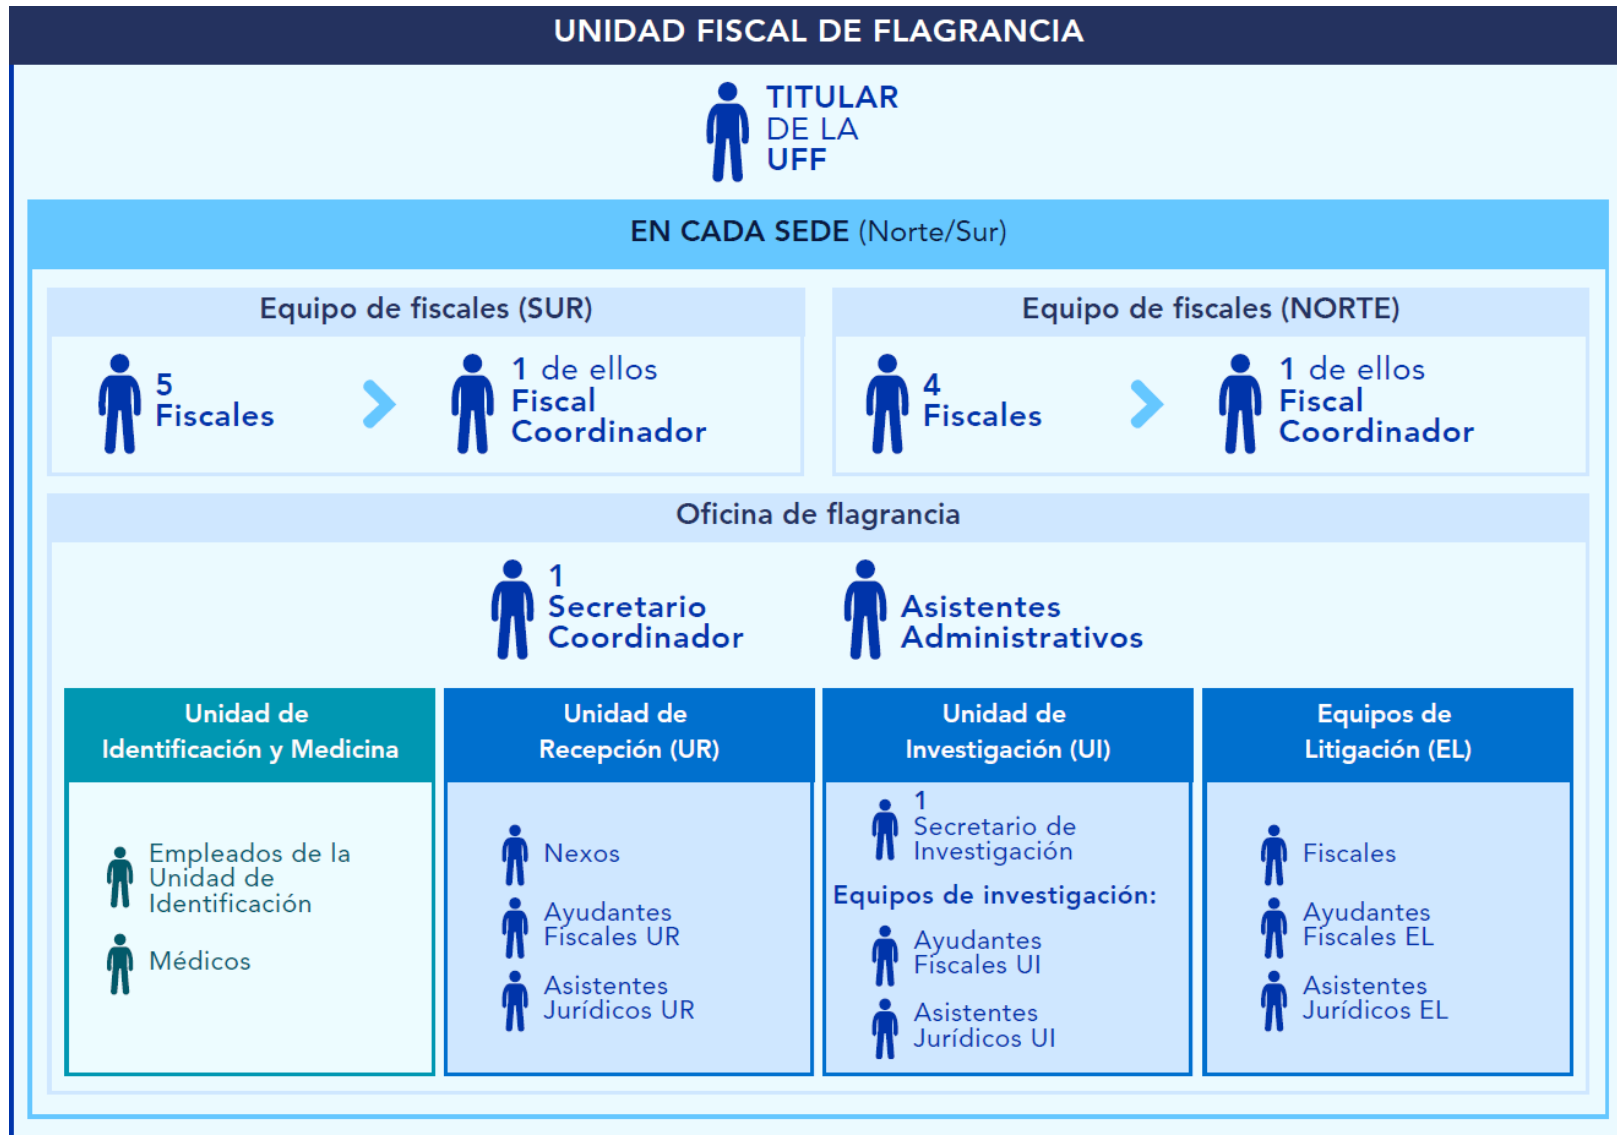 UNIDAD FISCAL DE FLAGRANCIA
TITULAR
DE LA
UFF
EN CADA SEDE (Norte/Sur)
Equipo de fiscales (SUR)
5
Fiscales
1 de ellos
Fiscal
Coordinador
Equipo de fiscales (NORTE)
4
Fiscales
1 de ellos
Fiscal
Coordinador
Oficina de flagrancia
1
Secretario
Coordinador
Asistentes
Administrativos
Unidad de
Identificación y Medicina
Empleados de la
Unidad de
Identificación
Médicos
Unidad de
Recepción (UR)
Nexos
Ayudantes
Fiscales UR
Asistentes
Jurídicos UR
Unidad de
Investigación (UI)
1
Secretario de
Investigación
Equipos de investigación:
Ayudantes
Fiscales UI
Asistentes
Jurídicos UI
Equipos de
Litigación (EL)
Fiscales
Ayudantes
Fiscales EL
Asistentes
Jurídicos EL